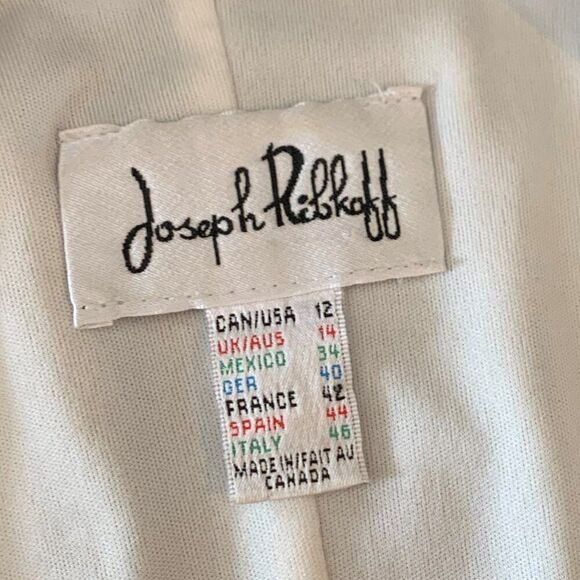 Joseph Ribkoff
CAN/USA 12
UK/AUS 14
MEXICO 34
GER 40
FRANCE 42
SPAIN 44
ITALY 46
MADE IN/FAIT AU
CANADA